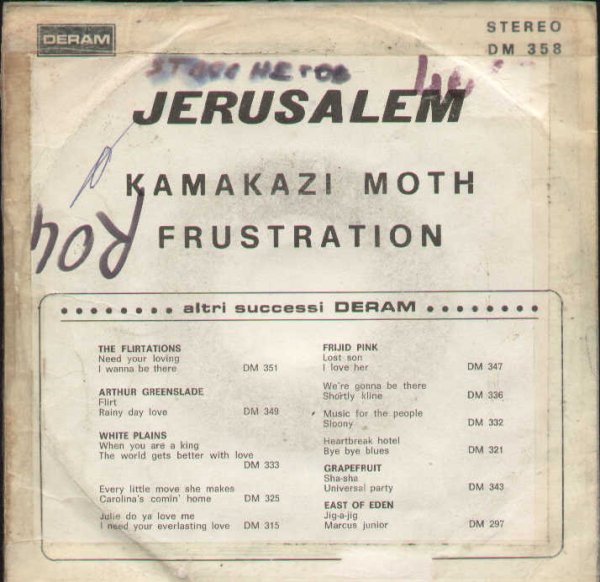 DERAM
STEREO
DM 358
JERUSALEM
KAMAKAZI MOTH
FRUSTRATION
altri successi DERAM
THE FLIRTATIONS
Need your loving
I wanna be there DM 351
ARTHUR GREENSLADE
Flirt
Rainy day love DM 349
WHITE PLAINS
When you are a king
The world gets better with love
DM 333
Every little move she makes
Carolina's comin' home DM 325
Julie do ya love me
I need your everlasting love DM 315
FRIJID PINK
Lost son
I love her DM 347
We're gonna be there
Shortly kline DM 336
Music for the people
Sloony DM 332
Heartbreak hotel
Bye bye blues DM 321
GRAPEFRUIT
Sha-sha
Universal party DM 343
EAST OF EDEN
Jig-a-jig
Marcus junior DM 297